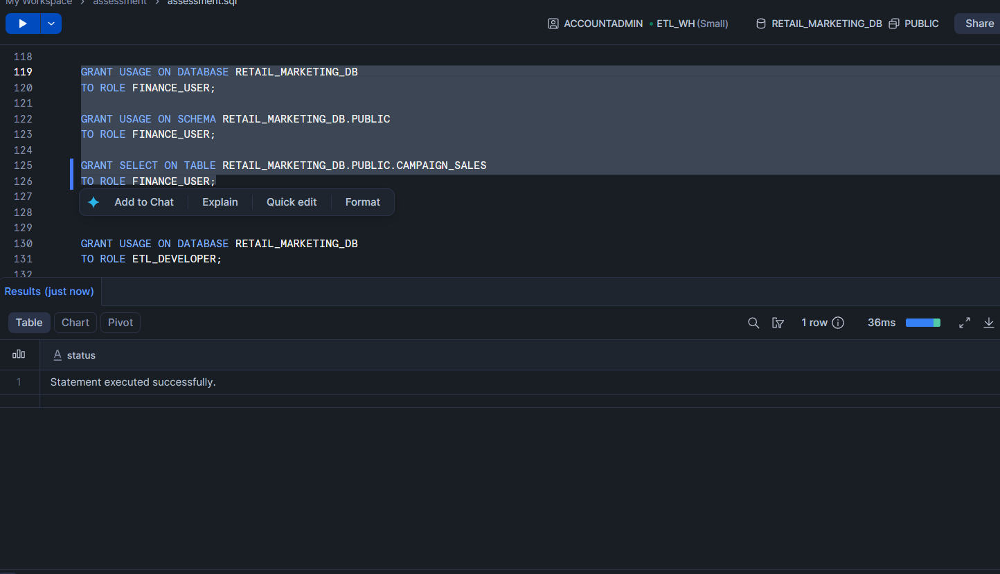 My Workspace > assessment > assessment.sql
ACCOUNTADMIN • ETL_WH (Small) RETAIL_MARKETING_DB PUBLIC Share
118
119 GRANT USAGE ON DATABASE RETAIL_MARKETING_DB
120 TO ROLE FINANCE_USER;
121
122 GRANT USAGE ON SCHEMA RETAIL_MARKETING_DB.PUBLIC
123 TO ROLE FINANCE_USER;
124
125 GRANT SELECT ON TABLE RETAIL_MARKETING_DB.PUBLIC.CAMPAIGN_SALES
126 TO ROLE FINANCE_USER;
127
Add to Chat Explain Quick edit Format
128
129
130 GRANT USAGE ON DATABASE RETAIL_MARKETING_DB
131 TO ROLE ETL_DEVELOPER;
132
Results (just now)
Table Chart Pivot 1 row 36ms
A status
1 Statement executed successfully.